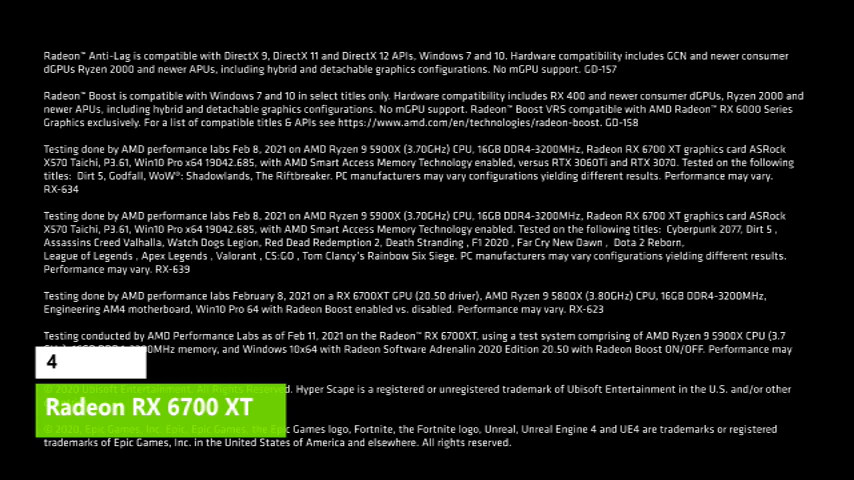 Radeon™ Anti-Lag is compatible with DirectX 9, DirectX 11 and DirectX 12 APIs, Windows 7 and 10. Hardware compatibility includes GCN and newer consumer
dGPUs Ryzen 2000 and newer APUs, including hybrid and detachable graphics configurations. No mGPU support. GD-157
Radeon™ Boost is compatible with Windows 7 and 10 in select titles only. Hardware compatibility includes RX 400 and newer consumer dGPUs, Ryzen 2000 and
newer APUs, including hybrid and detachable graphics configurations. No mGPU support. Radeon™ Boost VRS compatible with AMD Radeon™ RX 6000 Series
Graphics exclusively. For a list of compatible titles & APIs see https://www.amd.com/en/technologies/radeon-boost. GD-158
Testing done by AMD performance labs Feb 8, 2021 on AMD Ryzen 9 5900X (3.70GHz) CPU, 16GB DDR4-3200MHz, Radeon RX 6700 XT graphics card ASRock
X570 Taichi, P3.61, Win10 Pro x64 19042.685, with AMD Smart Access Memory Technology enabled, versus RTX 3060Ti and RTX 3070. Tested on the following
titles: Dirt 5, Godfall, WoW®: Shadowlands, The Riftbreaker. PC manufacturers may vary configurations yielding different results. Performance may vary.
RX-634
Testing done by AMD performance labs Feb 8, 2021 on AMD Ryzen 9 5900X (3.70GHz) CPU, 16GB DDR4-3200MHz, Radeon RX 6700 XT graphics card ASRock
X570 Taichi, P3.61, Win10 Pro x64 19042.685, with AMD Smart Access Memory Technology enabled. Tested on the following titles: Cyberpunk 2077, Dirt 5 ,
Assassins Creed Valhalla, Watch Dogs Legion, Red Dead Redemption 2, Death Stranding , F1 2020 , Far Cry New Dawn , Dota 2 Reborn,
League of Legends , Apex Legends , Valorant , CS:GO , Tom Clancy's Rainbow Six Siege. PC manufacturers may vary configurations yielding different results.
Performance may vary. RX-639
Testing done by AMD performance labs February 8, 2021 on a RX 6700XT GPU (20.50 driver), AMD Ryzen 9 5800X (3.80GHz) CPU, 16GB DDR4-3200MHz,
Engineering AM4 motherboard, Win10 Pro 64 with Radeon Boost enabled vs. disabled. Performance may vary. RX-623
Testing conducted by AMD Performance Labs as of Feb 11, 2021 on the Radeon™ RX 6700XT, using a test system comprising of AMD Ryzen 9 5900X CPU (3.7
memory, and Windows 10x64 with Radeon Software Adrenalin 2020 Edition 20.50 with Radeon Boost ON/OFF. Performance may
4
© 2020 Ubisoft Entertainment. All Rights Reserved. Hyper Scape is a registered or unregistered trademark of Ubisoft Entertainment in the U.S. and/or other
Radeon RX 6700 XT
© 2020, Epic Games, Inc. Epic, Epic Games, the Epic Games logo, Fortnite, the Fortnite logo, Unreal, Unreal Engine 4 and UE4 are trademarks or registered
trademarks of Epic Games, Inc. in the United States of America and elsewhere. All rights reserved.